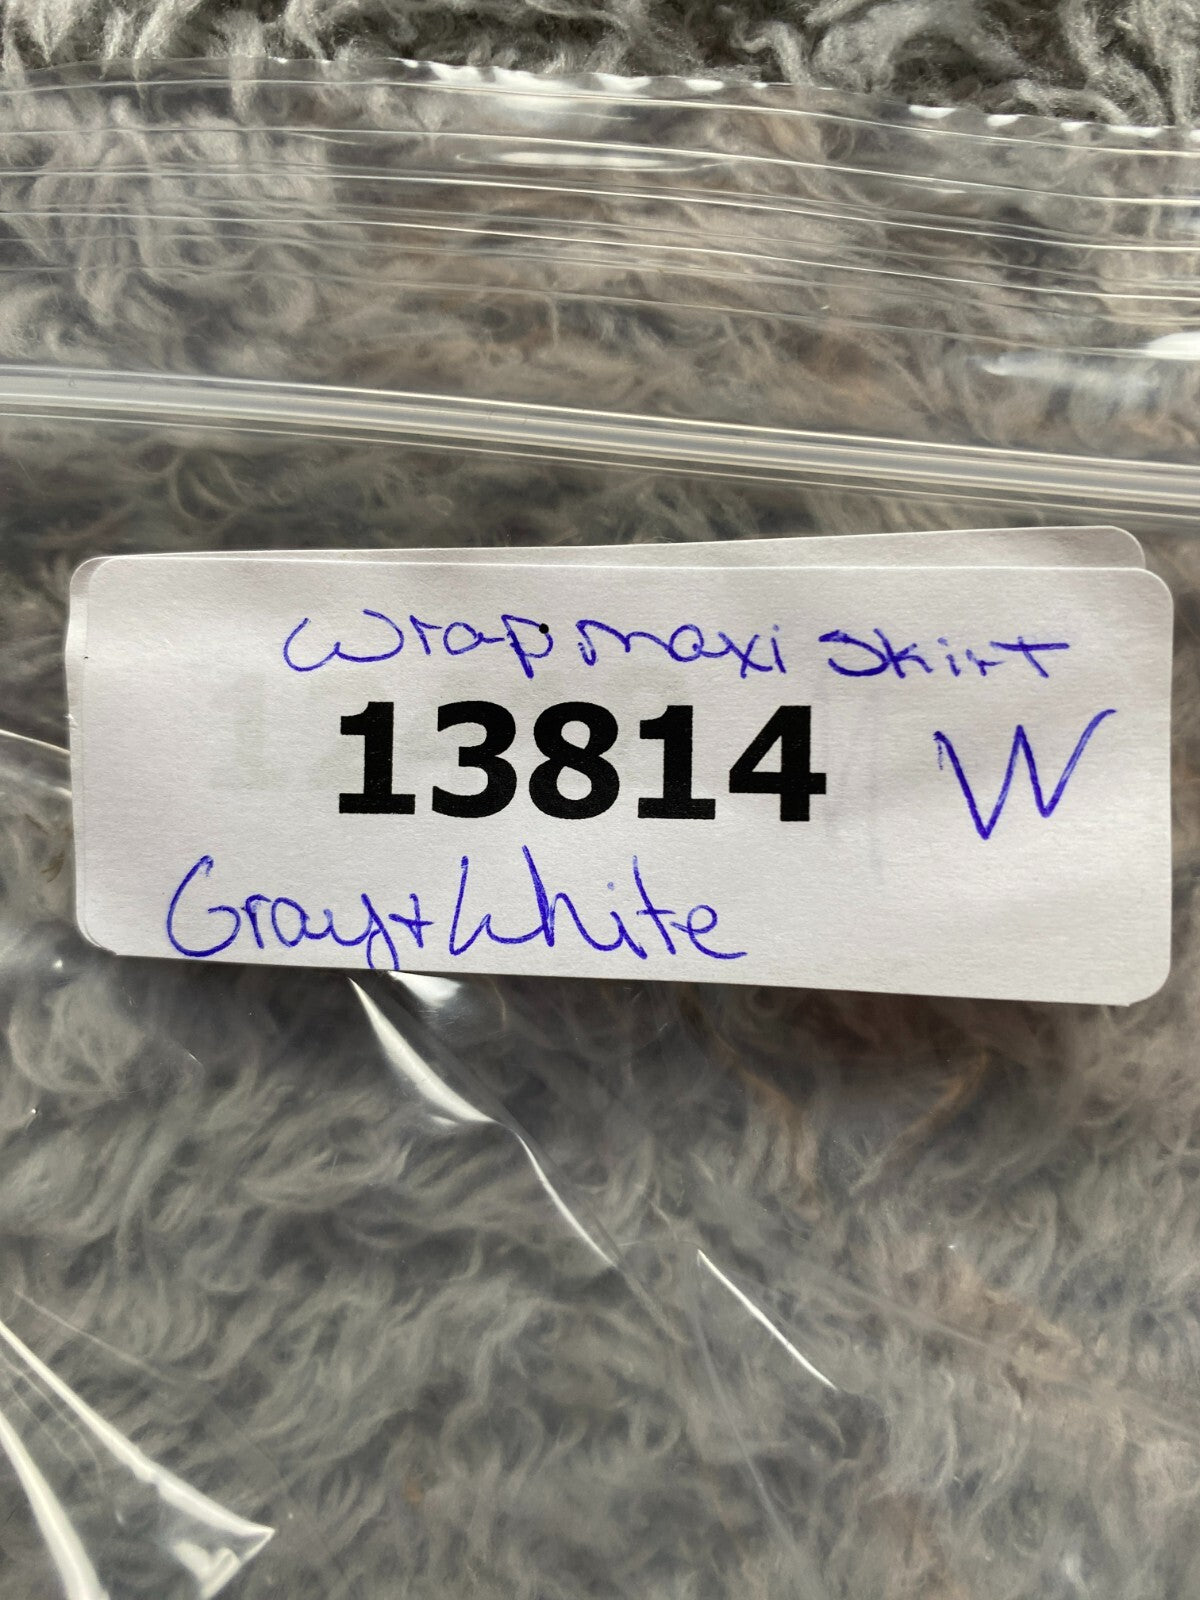 Wrap maxi skirt
13814 W
Gray + White